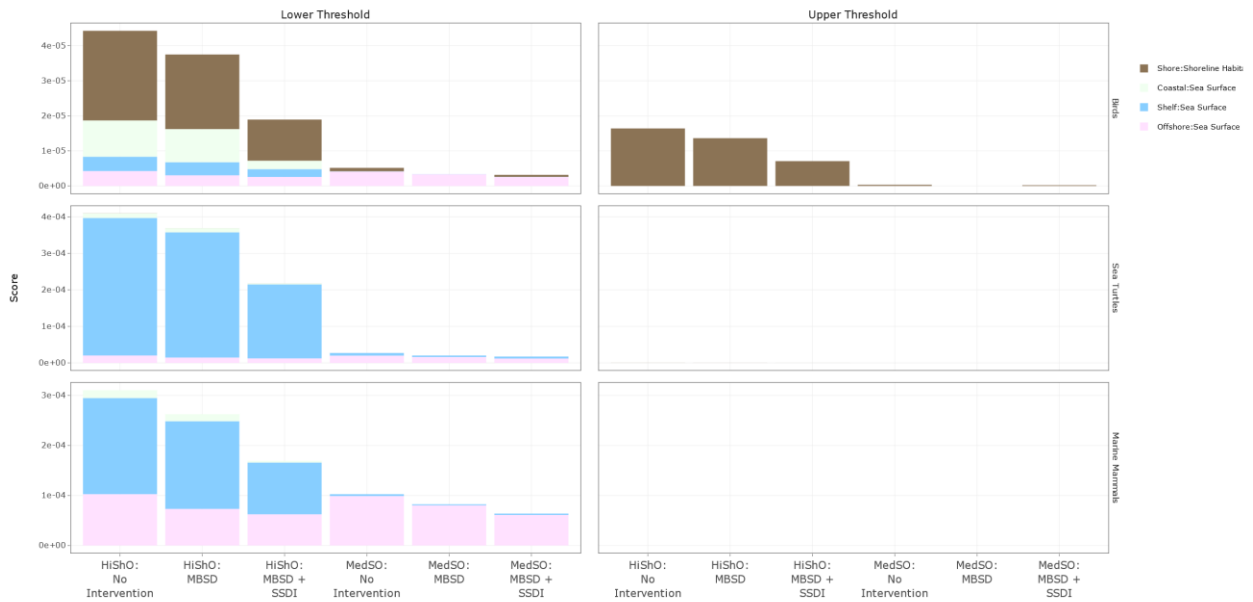 Lower Threshold
Upper Threshold
4e-05
3e-05
2e-05
1e-05
0e+00
Birds
Shore:Shoreline Habita
Coastal:Sea Surface
Shelf:Sea Surface
Offshore:Sea Surface
Score
4e-04
3e-04
2e-04
1e-04
0e+00
Sea Turtles
3e-04
2e-04
1e-04
0e+00
Marine Mammals
HiShO: HiShO: HiShO: MedSO: MedSO: MedSO: HiShO: HiShO: HiShO: MedSO: MedSO: MedSO:
No MBSD MBSD + No MBSD MBSD + No MBSD MBSD + No MBSD MBSD +
Intervention SSDI Intervention SSDI Intervention SSDI Intervention SSDI